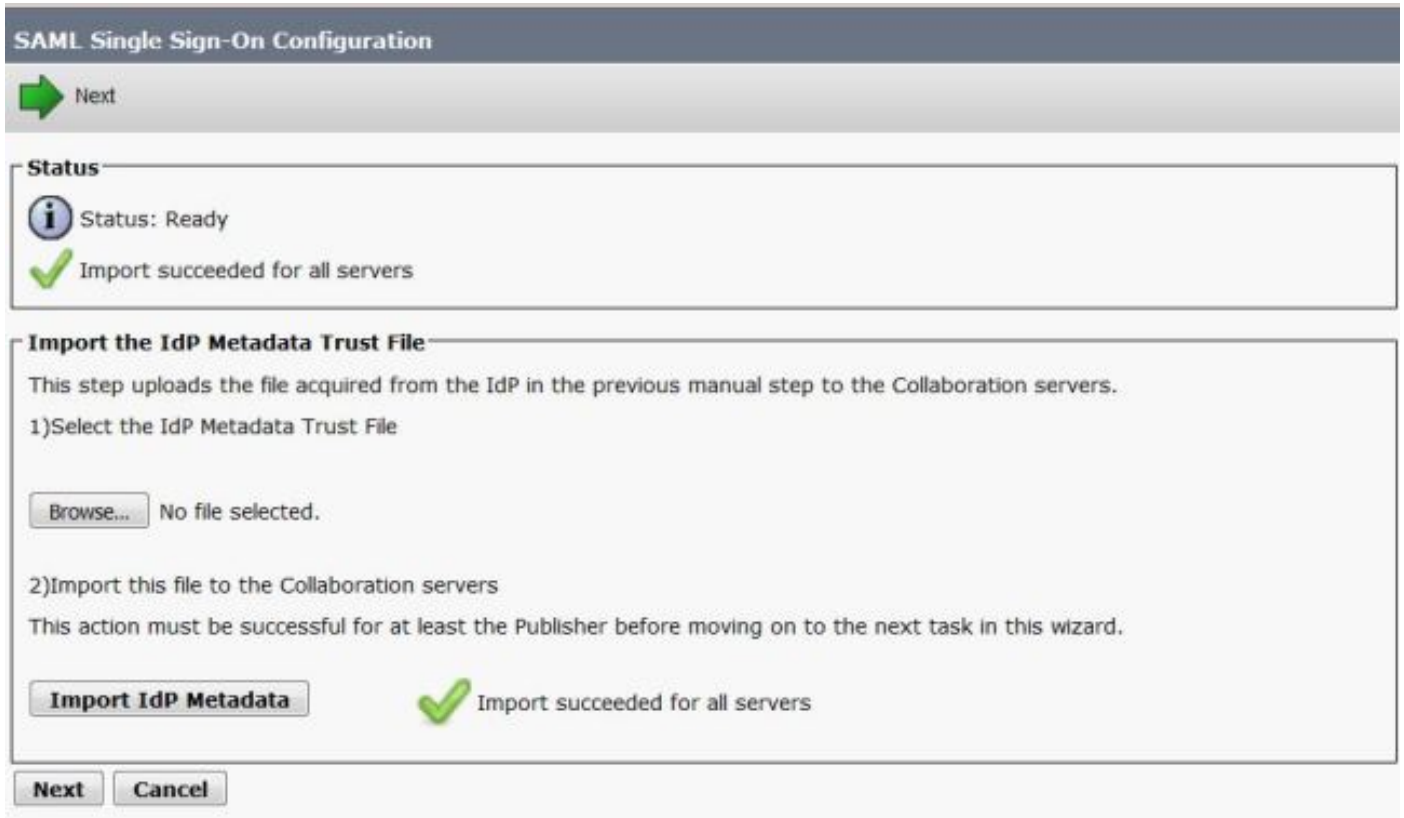 SAML Single Sign-On Configuration
Next
Status
Status: Ready
Import succeeded for all servers
Import the IdP Metadata Trust File
This step uploads the file acquired from the IdP in the previous manual step to the Collaboration servers.
1)Select the IdP Metadata Trust File
Browse... No file selected.
2)Import this file to the Collaboration servers
This action must be successful for at least the Publisher before moving on to the next task in this wizard.
Import IdP Metadata Import succeeded for all servers
Next Cancel